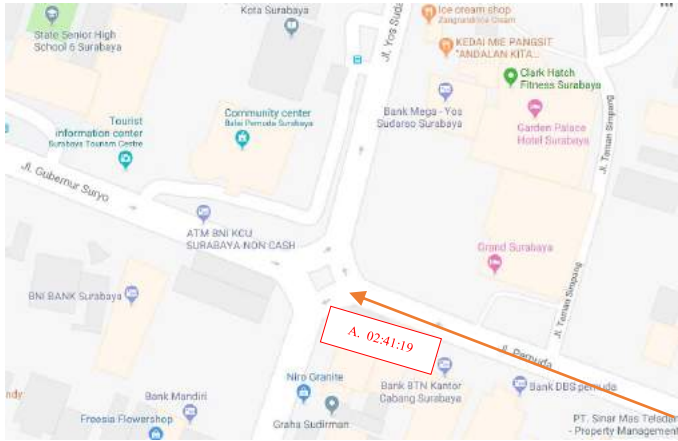 Kota Surabaya
Ice cream shop
Zangrandi Ice Cream
State Senior High
School 6 Surabaya
Jl. Yos Suda
KEDAI MIE PANGSIT
"ANDALAN KITA...
Clark Hatch
Fitness Surabaya
Bank Mega - Yos
Sudarso Surabaya
Community center
Balai Pemuda Surabaya
Tourist
information center
Surabaya Tourism Centre
Garden Palace
Hotel Surabaya
Jl. Taman Simpang
Jl. Gubernur Suryo
ATM BNI KCU
SURABAYA NON CASH
Grand Surabaya
BNI BANK Surabaya
A. 02:41:19
Jl. Taman Simpang
Jl. Pemuda
Niro Granite
Bank BTN Kantor
Cabang Surabaya
Bank DBS pemuda
ndy
Bank Mandiri
Freesia Flowershop
Graha Sudirman
PT. Sinar Mas Teladan
- Property Management